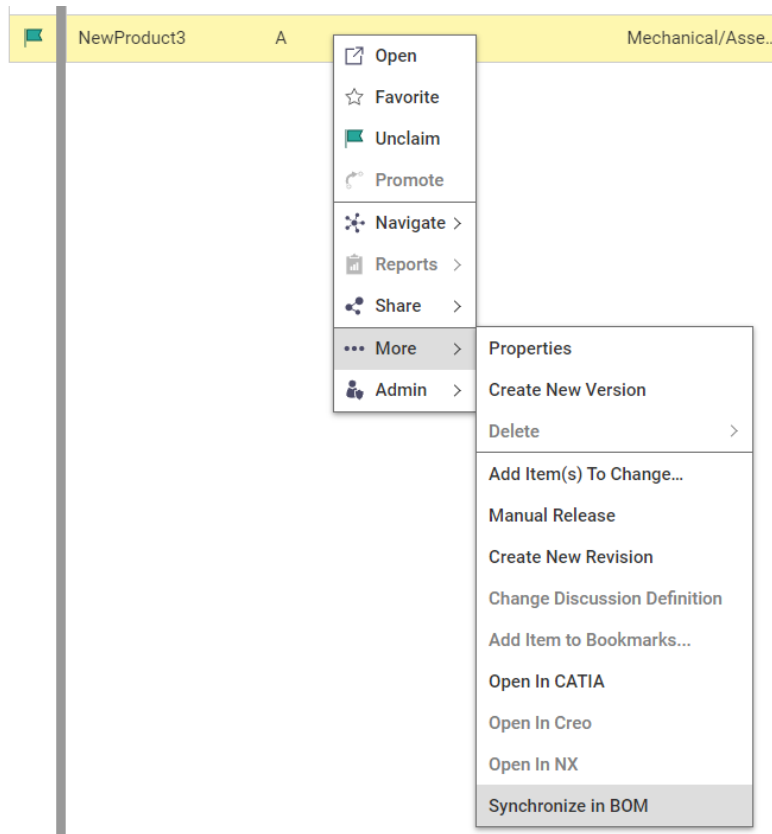 NewProduct3 A Mechanical/Asse...
Open
Favorite
Unclaim
Promote
Navigate
Reports
Share
More
Admin
Properties
Create New Version
Delete
Add Item(s) To Change...
Manual Release
Create New Revision
Change Discussion Definition
Add Item to Bookmarks...
Open In CATIA
Open In Creo
Open In NX
Synchronize in BOM